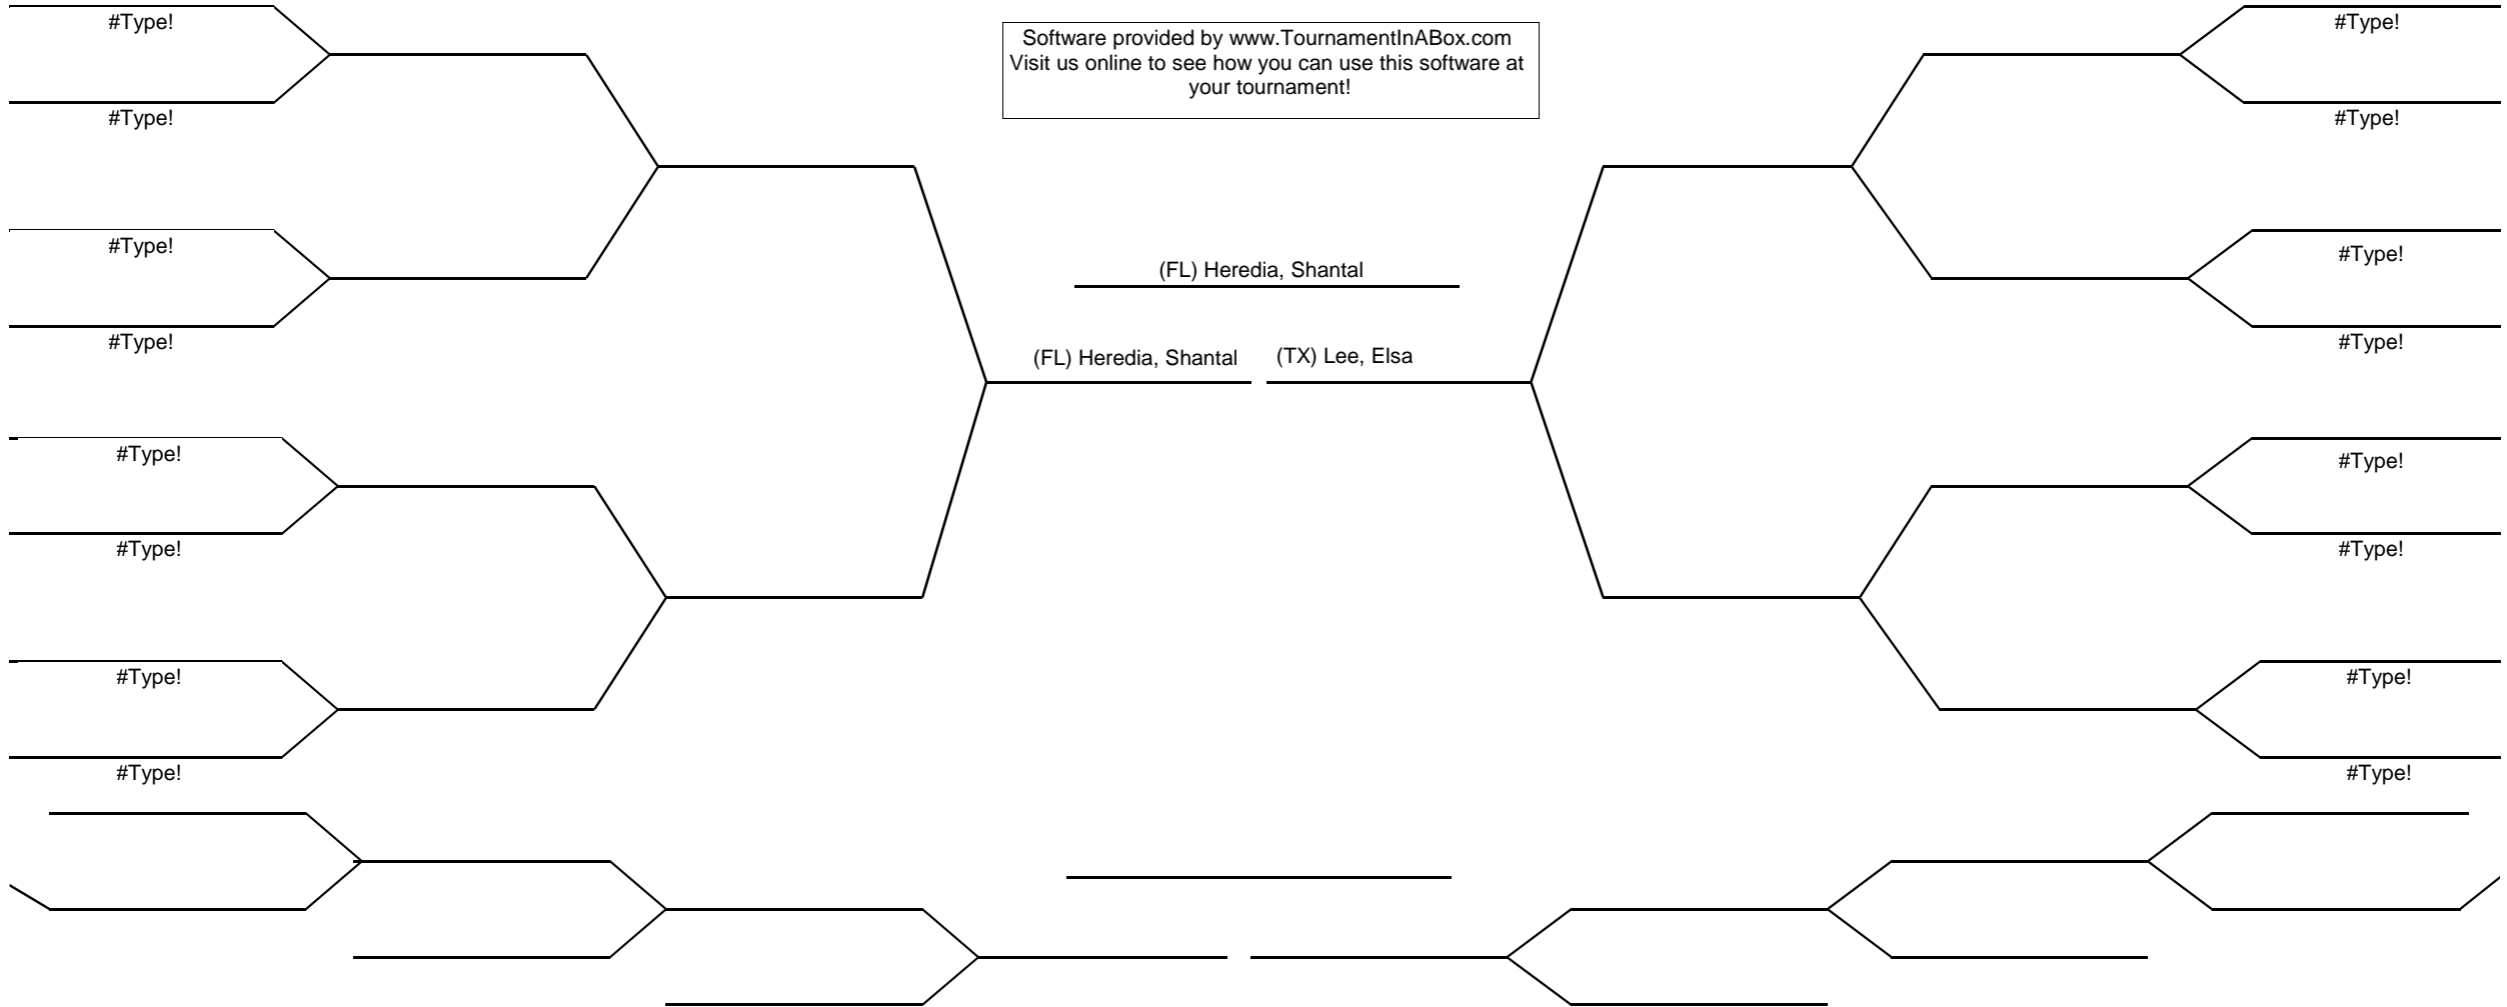 #Type!
#Type!
Software provided by www.TournamentInABox.com
Visit us online to see how you can use this software at
your tournament!
#Type!
#Type!
#Type!
#Type!
(FL) Heredia, Shantal
#Type!
#Type!
(FL) Heredia, Shantal
(TX) Lee, Elsa
#Type!
#Type!
#Type!
#Type!
#Type!
#Type!
#Type!
#Type!